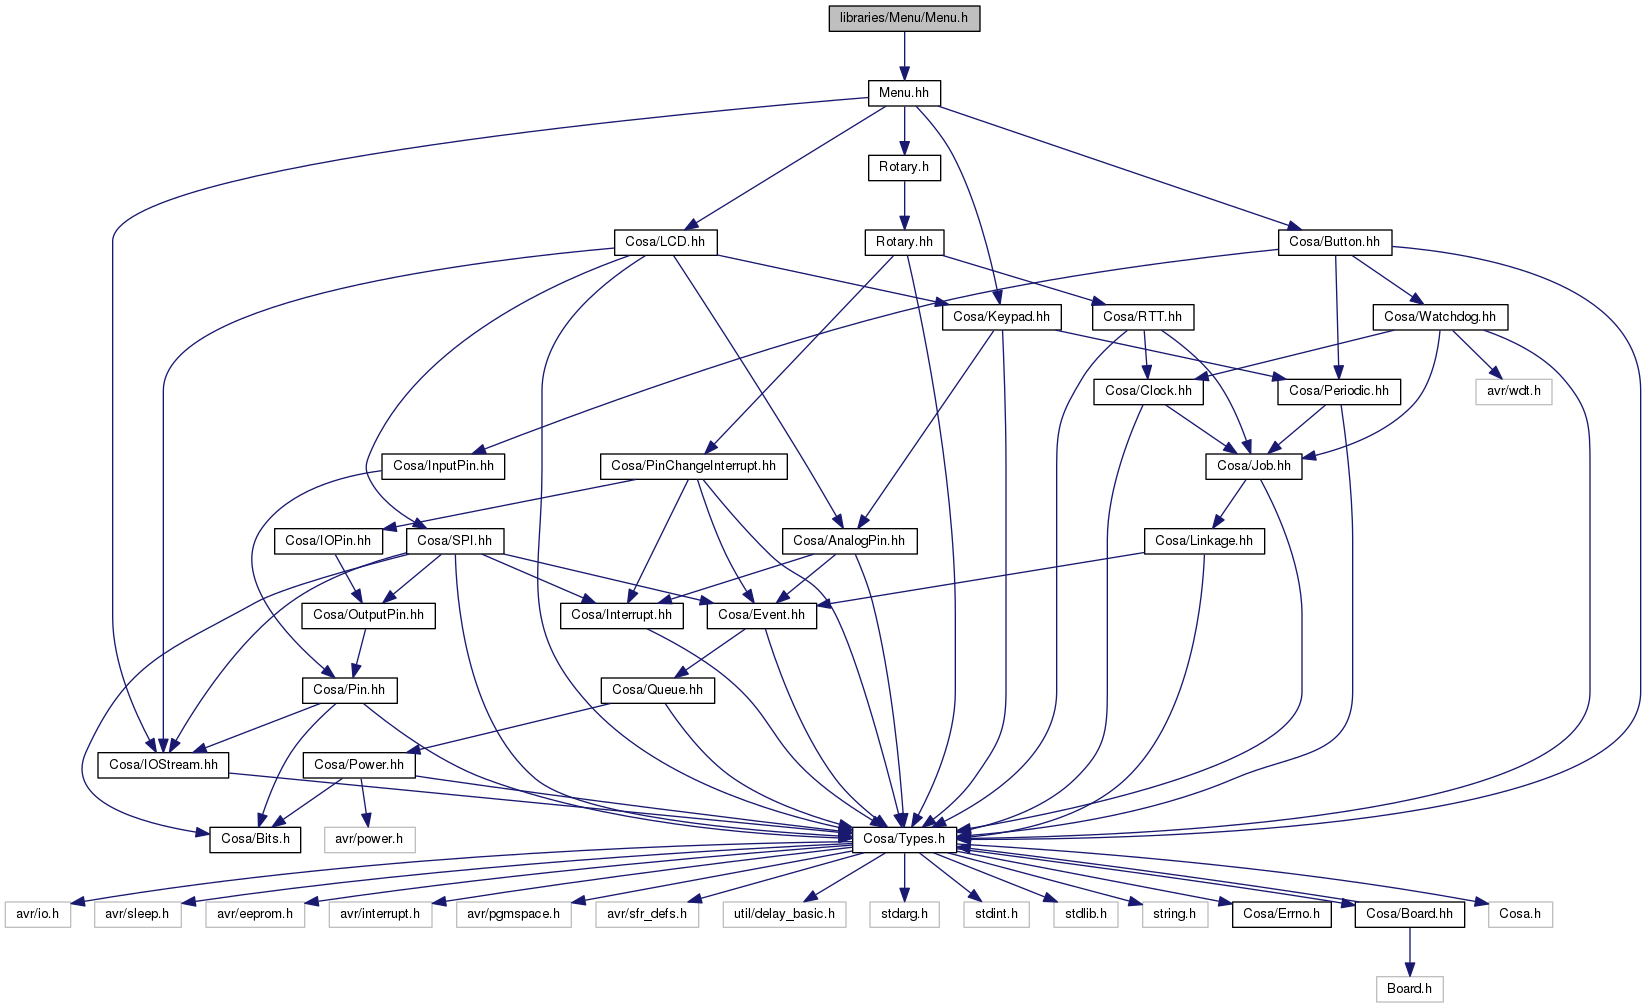 libraries/Menu/Menu.h
Menu.hh
Rotary.h
Cosa/LCD.hh
Rotary.hh
Cosa/Button.hh
Cosa/Keypad.hh
Cosa/RTT.hh
Cosa/Watchdog.hh
Cosa/Clock.hh
Cosa/Periodic.hh
avr/wdt.h
Cosa/InputPin.hh
Cosa/PinChangeInterrupt.hh
Cosa/Job.hh
Cosa/IOPin.hh
Cosa/SPI.hh
Cosa/AnalogPin.hh
Cosa/Linkage.hh
Cosa/OutputPin.hh
Cosa/Interrupt.hh
Cosa/Event.hh
Cosa/Pin.hh
Cosa/Queue.hh
Cosa/IOStream.hh
Cosa/Power.hh
Cosa/Bits.h
avr/power.h
Cosa/Types.h
avr/io.h
avr/sleep.h
avr/eeprom.h
avr/interrupt.h
avr/pgmspace.h
avr/sfr_defs.h
util/delay_basic.h
stdarg.h
stdint.h
stdlib.h
string.h
Cosa/Errno.h
Cosa/Board.hh
Cosa.h
Board.h